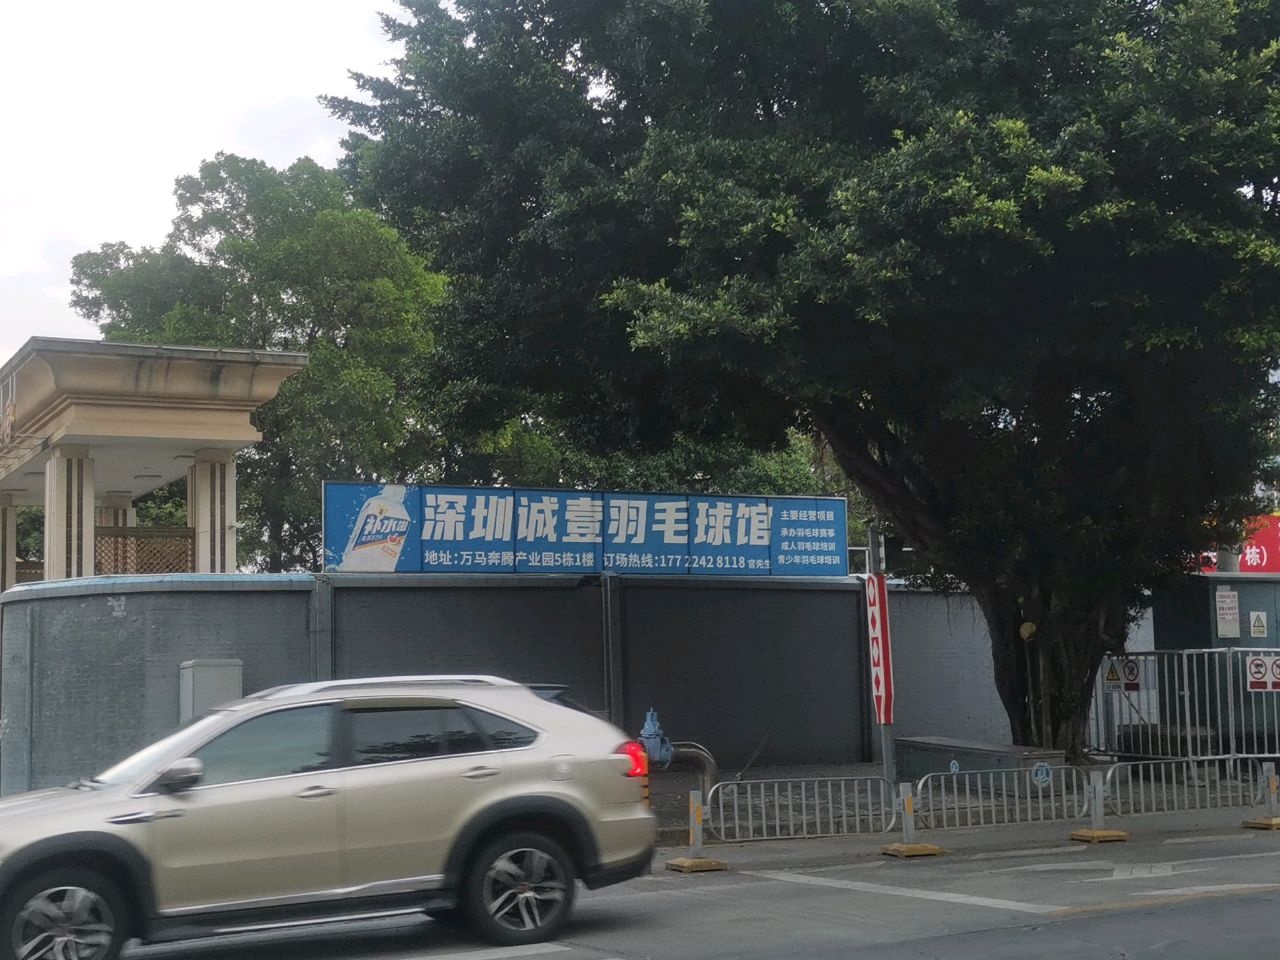 深圳诚壹羽毛球馆
地址:万马奔腾产业园5栋1楼 订场热线:17722428118 官先生
主要经营项目
承办羽毛球赛事
成人羽毛球培训
青少年羽毛球培训
补水啦
栋)